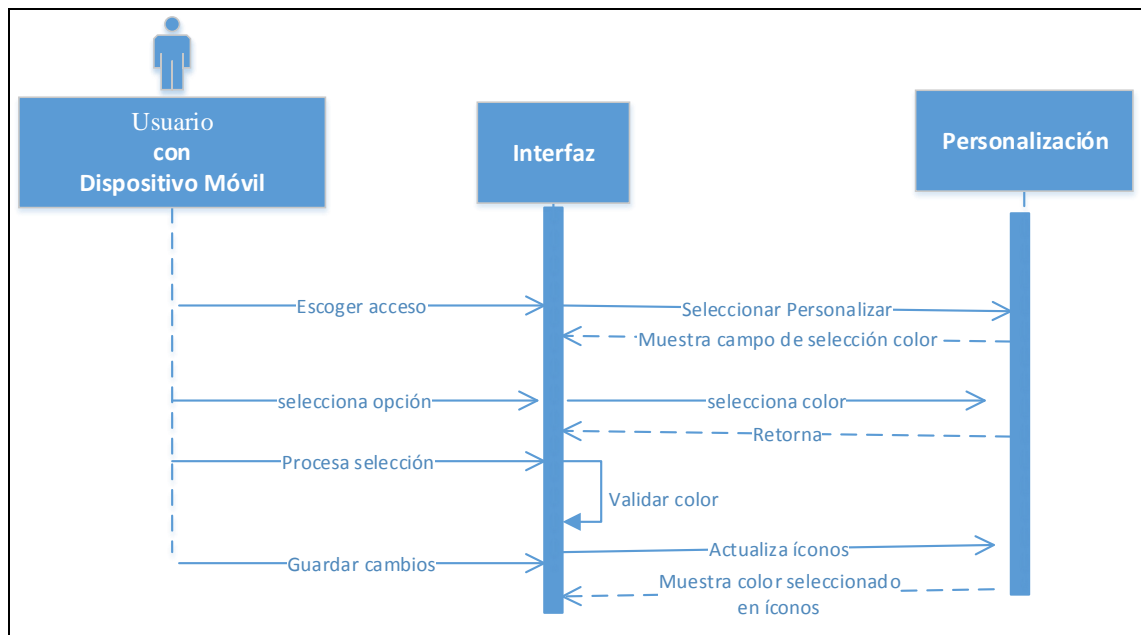 Usuario
con
Dispositivo Móvil
Interfaz
Personalización
Escoger acceso
Seleccionar Personalizar
Muestra campo de selección color
selecciona opción
selecciona color
Retorna
Procesa selección
Validar color
Actualiza íconos
Guardar cambios
Muestra color seleccionado
en íconos